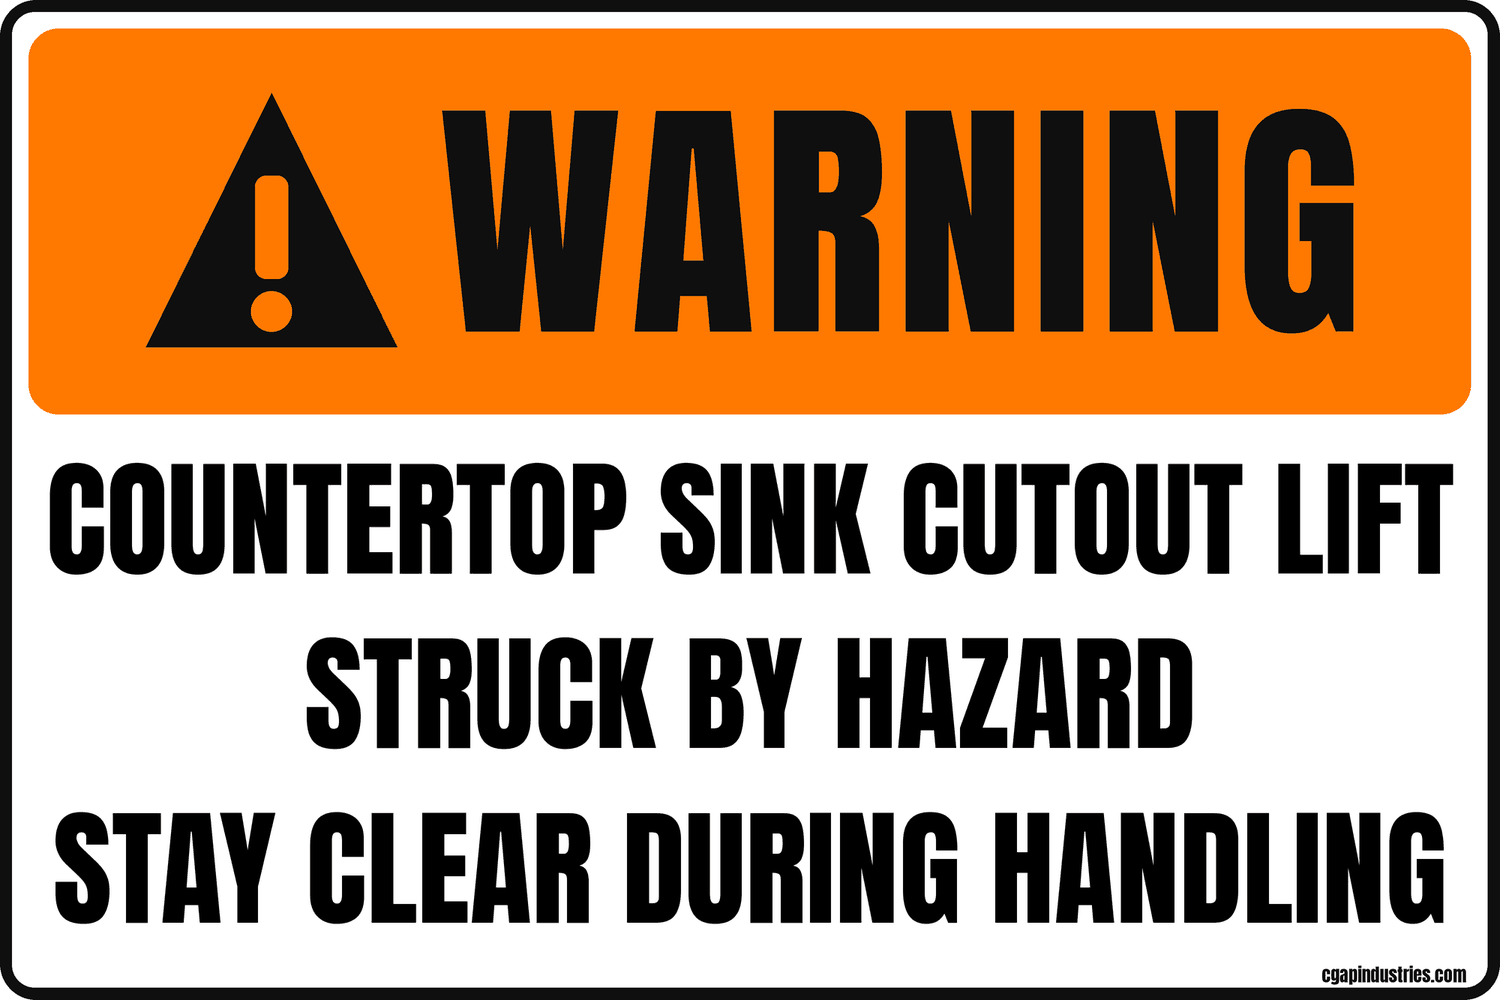 WARNING
COUNTERTOP SINK CUTOUT LIFT
STRUCK BY HAZARD
STAY CLEAR DURING HANDLING
cgapindustries.com